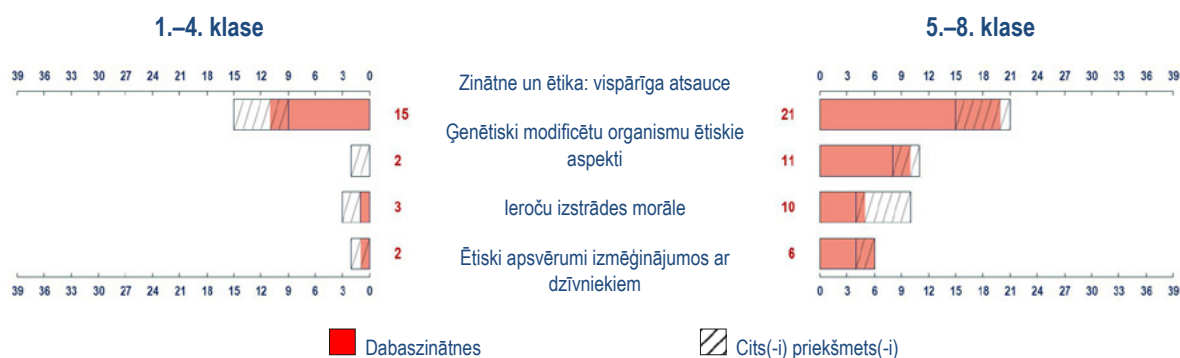 1.–4. klase
5.–8. klase
39 36 33 30 27 24 21 18 15 12 9 6 3 0
0 3 6 9 12 15 18 21 24 27 30 33 36 39
Zinātne un ētika: vispārīga atsauce
15
21
Ģenētiski modificētu organismu ētiskie
aspekti
2
11
Ieroču izstrādes morāle
3
10
Ētiski apsvērumi izmēģinājumos ar
dzīvniekiem
2
6
39 36 33 30 27 24 21 18 15 12 9 6 3 0
0 3 6 9 12 15 18 21 24 27 30 33 36 39
Dabaszinātnes
Cits(-i) priekšmets(-i)